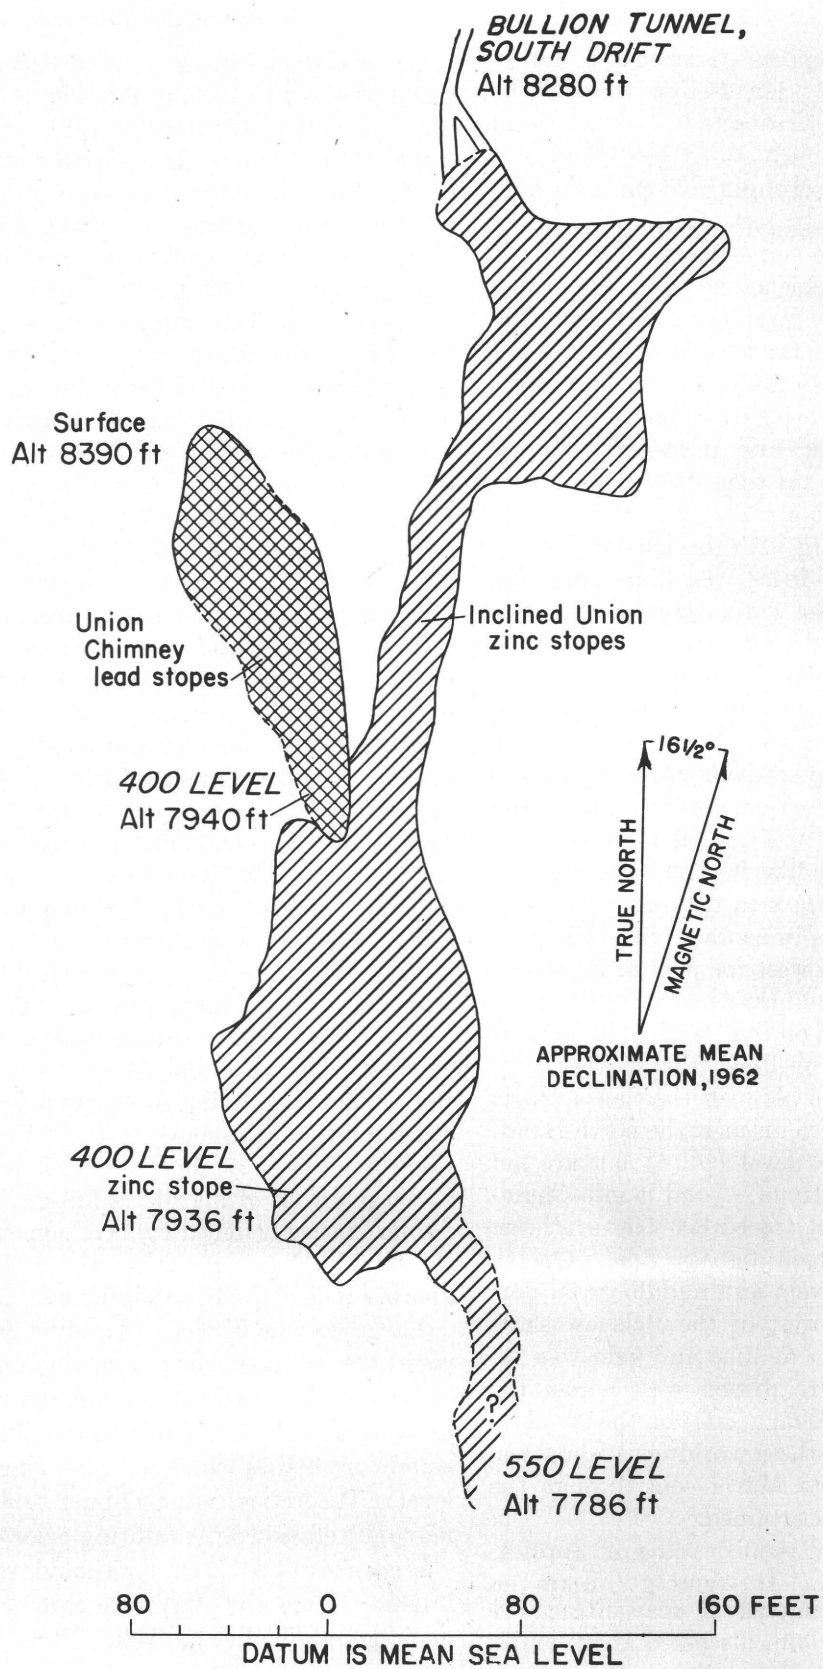 BULLION TUNNEL,
SOUTH DRIFT
Alt 8280 ft
Surface
Alt 8390 ft
Union
Chimney
lead stopes
Inclined Union
zinc stopes
400 LEVEL
Alt 7940 ft
16 1/2°
TRUE NORTH
MAGNETIC NORTH
APPROXIMATE MEAN
DECLINATION, 1962
400 LEVEL
zinc stope
Alt 7936 ft
?
550 LEVEL
Alt 7786 ft
80 0 80 160 FEET
DATUM IS MEAN SEA LEVEL